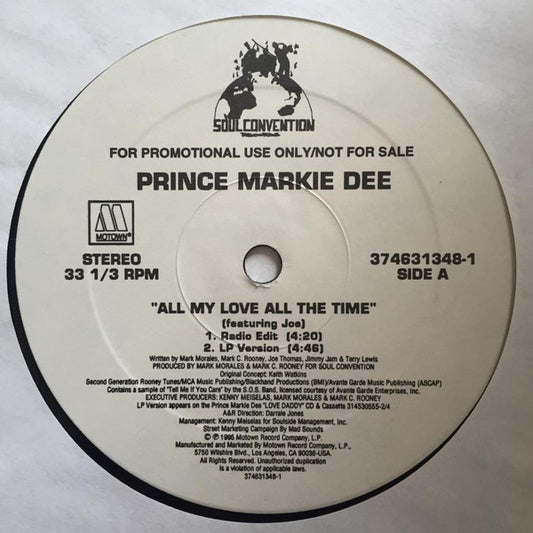 SOUL CONVENTION
FOR PROMOTIONAL USE ONLY/NOT FOR SALE
PRINCE MARKIE DEE
MOTOWN
STEREO
33 1/3 RPM
374631348-1
SIDE A
"ALL MY LOVE ALL THE TIME"
(featuring Joe)
1. Radio Edit (4:20)
2. LP Version (4:46)
Written by Mark Morales, Mark C. Rooney, Joe Thomas, Jimmy Jam & Terry Lewis
PRODUCED BY MARK MORALES & MARK C. ROONEY FOR SOUL CONVENTION
Original Concept: Keith Watkins
Second Generation Rooney Tunes/MCA Music Publishing/Blackhand Productions (BMI)/Avante Garde Music Publishing (ASCAP)
Contains a sample of "Tell Me If You Care" by the S.O.S. Band, licensed courtesy of Avante Garde Enterprises, Inc.
EXECUTIVE PRODUCERS: KENNY MEISELAS, MARK MORALES & MARK C. ROONEY
LP Version appears on the Prince Markie Dee "LOVE DADDY" CD & Cassette 314530555-2/4
A&R Direction: Darrale Jones
Management: Kenny Meiselas for Soulside Management, Inc.
Street Marketing Campaign By Mad Sounds
© ℗ 1995 Motown Record Company, L.P.
Manufactured and Marketed By Motown Record Company, L.P.,
5750 Wilshire Blvd., Los Angeles, CA 90036-USA.
All Rights Reserved. Unauthorized duplication
is a violation of applicable laws.
374631348-1